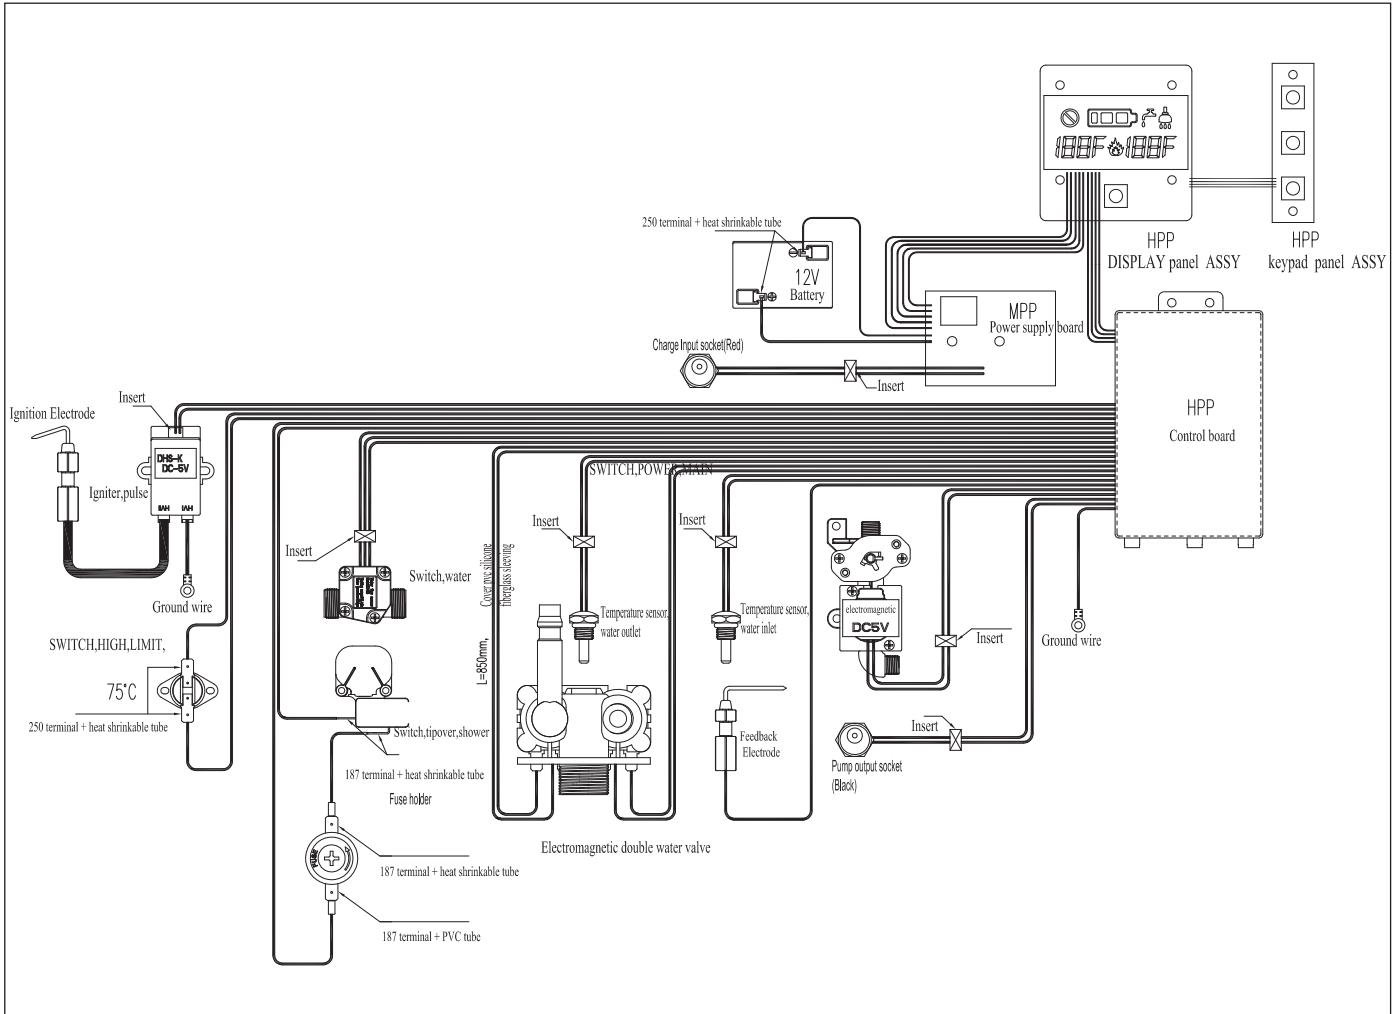 188F 188F
HPP
DISPLAY panel ASSY
HPP
keypad panel ASSY
250 terminal + heat shrinkable tube
12V
Battery
MPP
Power supply board
Charge Input socket(Red)
Insert
HPP
Control board
Insert
Ignition Electrode
DHS-K
DC-5V
Igniter,pulse
HV
HV
Ground wire
SWITCH,HIGH,LIMIT,
75°C
250 terminal + heat shrinkable tube
SWITCH,POWER,MAIN
Insert
Switch,water
Switch,tipover,shower
187 terminal + heat shrinkable tube
Fuse holder
FUSE
187 terminal + heat shrinkable tube
187 terminal + PVC tube
L=850mm,
Cover pvc silicone
fiberglass sleeving
Insert
Temperature sensor,
water outlet
Electromagnetic double water valve
Insert
Temperature sensor,
water inlet
Feedback
Electrode
electromagnetic
DC5V
Insert
Ground wire
Insert
Pump output socket
(Black)